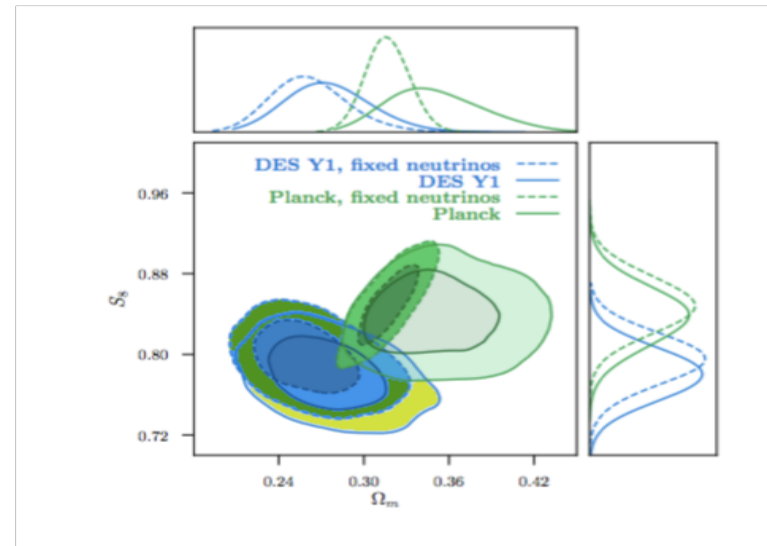 DES Y1, fixed neutrinos
DES Y1
Planck, fixed neutrinos
Planck
0.96
0.88
0.80
0.72
S₈
0.24 0.30 0.36 0.42
Ωₘ